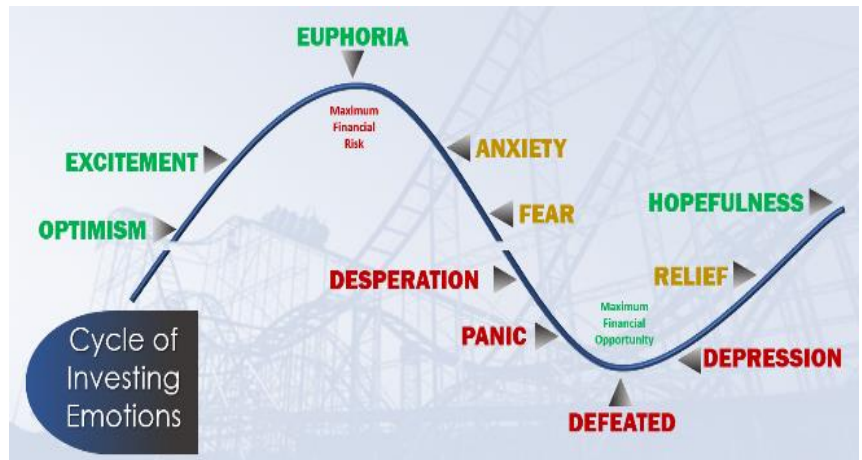 EUPHORIA
Maximum
Financial
Risk
EXCITEMENT
ANXIETY
OPTIMISM
FEAR
HOPEFULNESS
DESPERATION
RELIEF
PANIC
Maximum
Financial
Opportunity
DEPRESSION
DEFEATED
Cycle of
Investing
Emotions